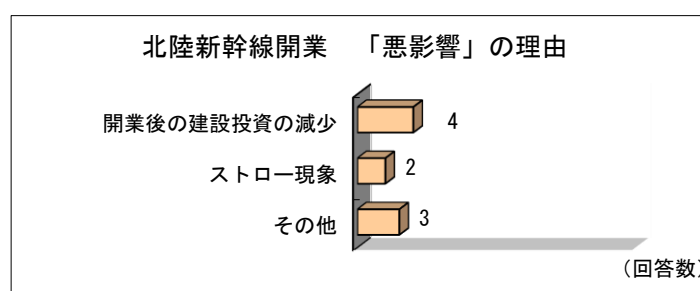 北陸新幹線開業　「悪影響」の理由
開業後の建設投資の減少 4
ストロー現象 2
その他 3
（回答数）